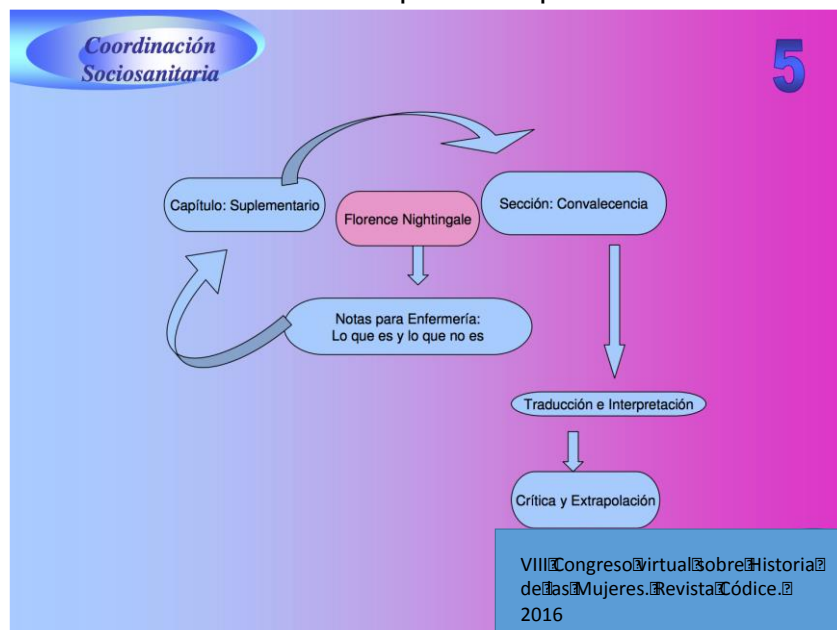 Coordinación
Sociosanitaria
5
Capítulo: Suplementario
Florence Nightingale
Sección: Convalecencia
Notas para Enfermería:
Lo que es y lo que no es
Traducción e Interpretación
Crítica y Extrapolación
VIII Congreso virtual sobre Historia
de las Mujeres. Revista Códice.
2016